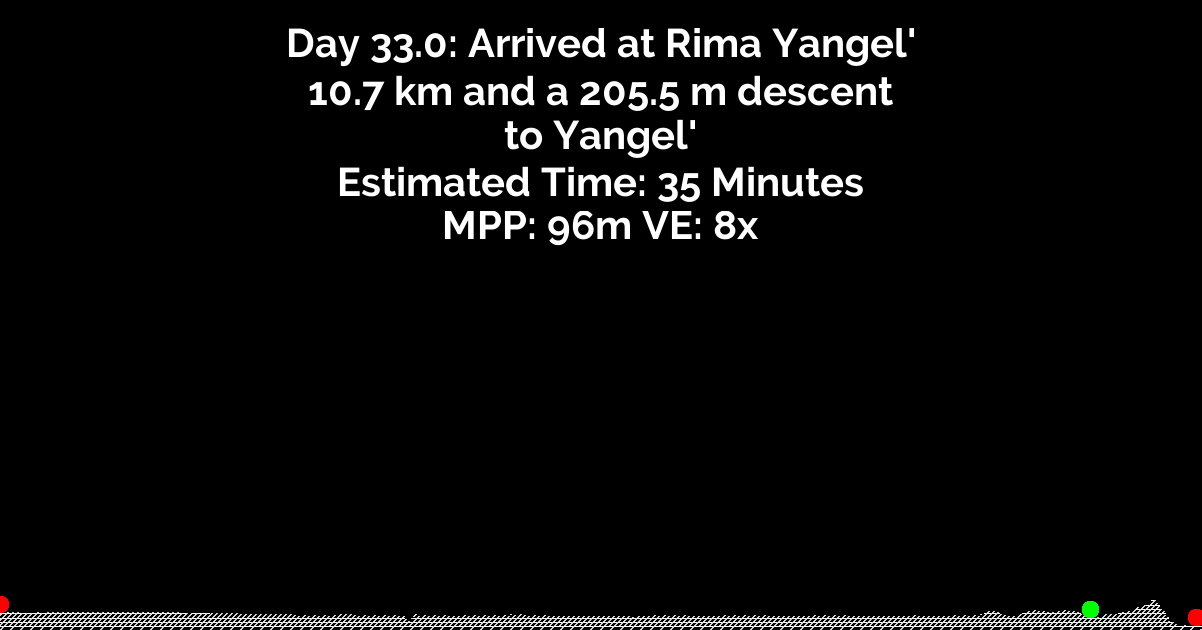 Day 33.0: Arrived at Rima Yangel'
10.7 km and a 205.5 m descent
to Yangel'
Estimated Time: 35 Minutes
MPP: 96m VE: 8x